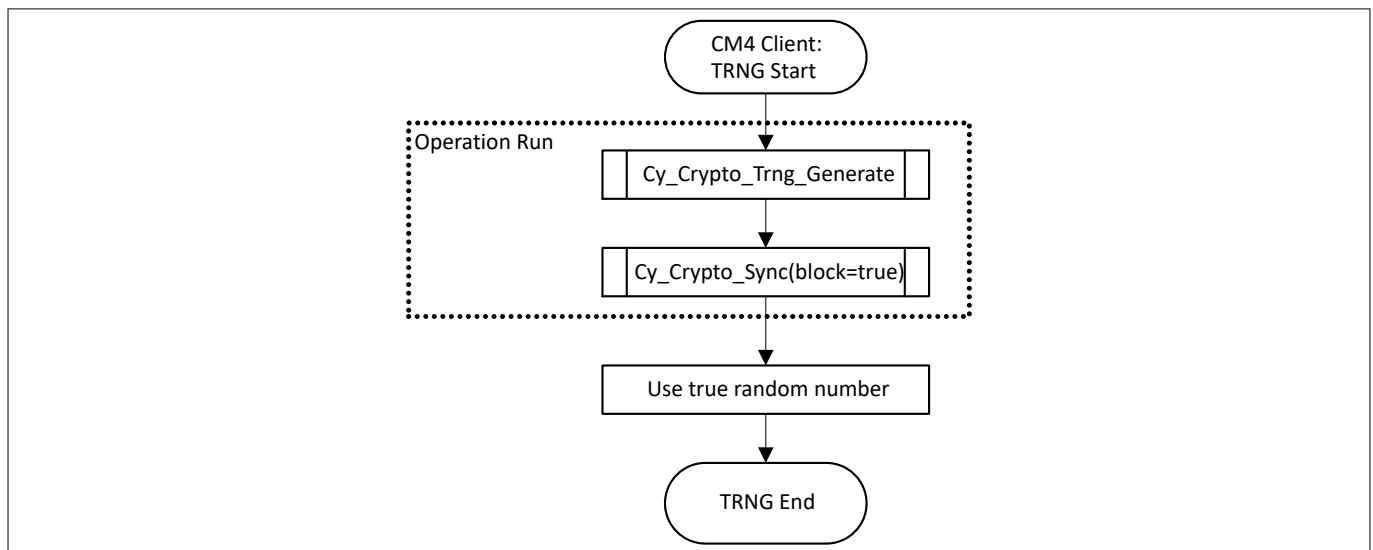 CM4 Client:
TRNG Start
Operation Run
Cy_Crypto_Trng_Generate
Cy_Crypto_Sync(block=true)
Use true random number
TRNG End